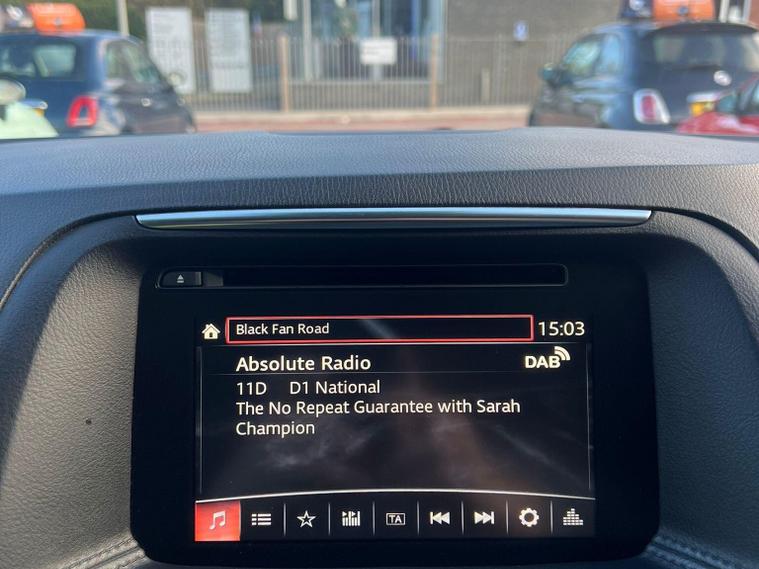 Black Fan Road
15:03
Absolute Radio
DAB
11D D1 National
The No Repeat Guarantee with Sarah
Champion
TA